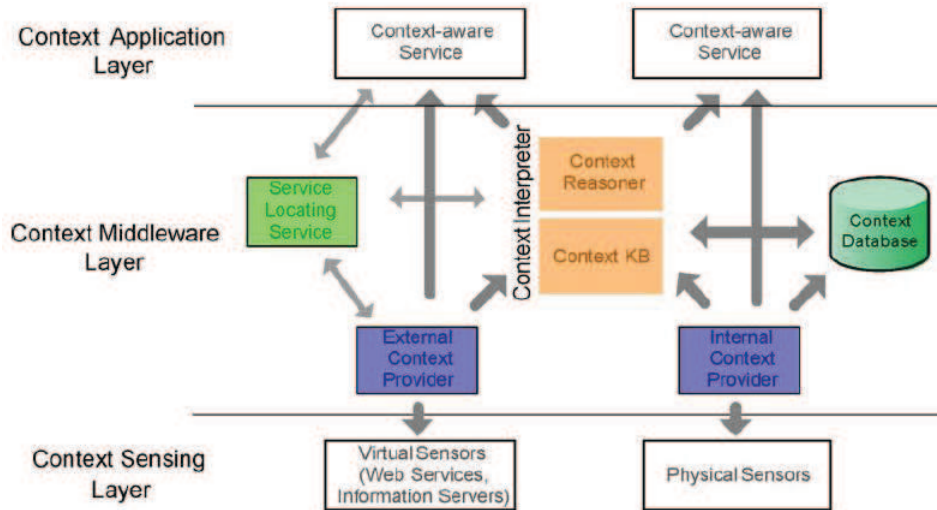 Context Application
Layer
Context-aware
Service
Context-aware
Service
Context Interpreter
Context
Reasoner
Service
Locating
Service
Context Middleware
Layer
Context KB
Context
Database
External
Context
Provider
Internal
Context
Provider
Context Sensing
Layer
Virtual Sensors
(Web Services,
Information Servers)
Physical Sensors